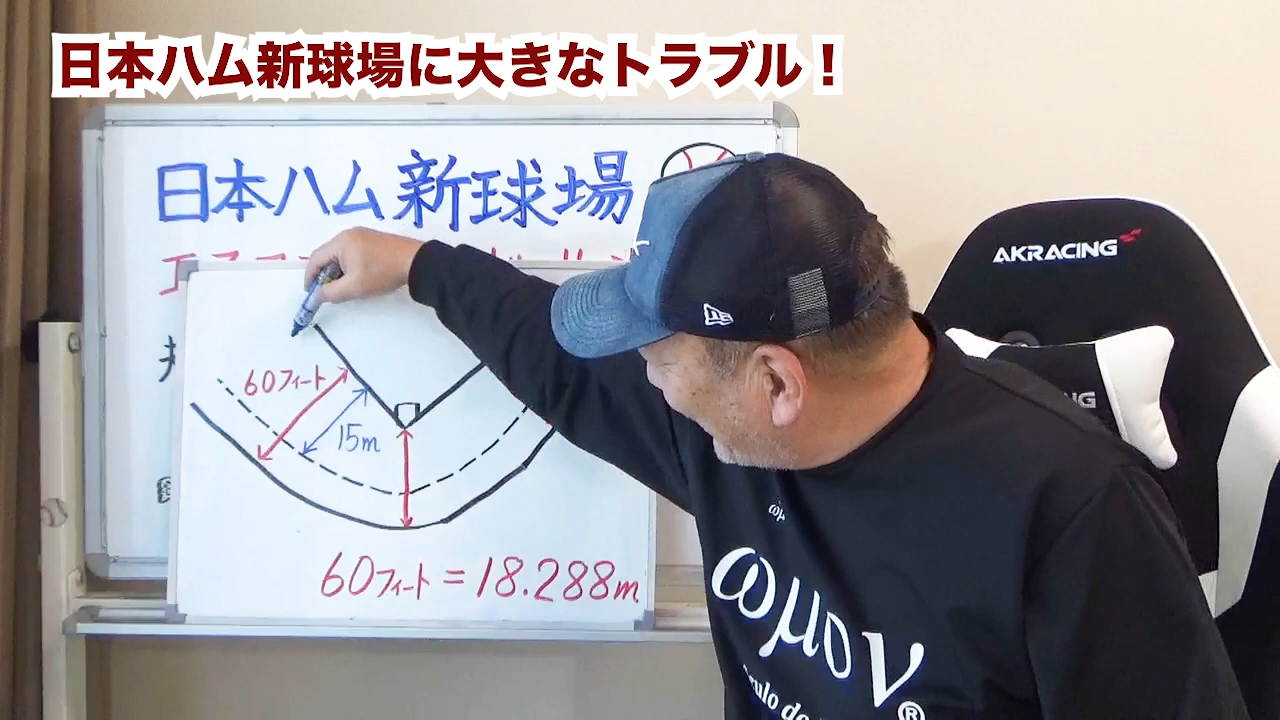 日本ハム新球場に大きなトラブル！
日本ハム新球場
AKRACING
60フィート
15m
60フィート=18.288m
ωμ
ωμoν®